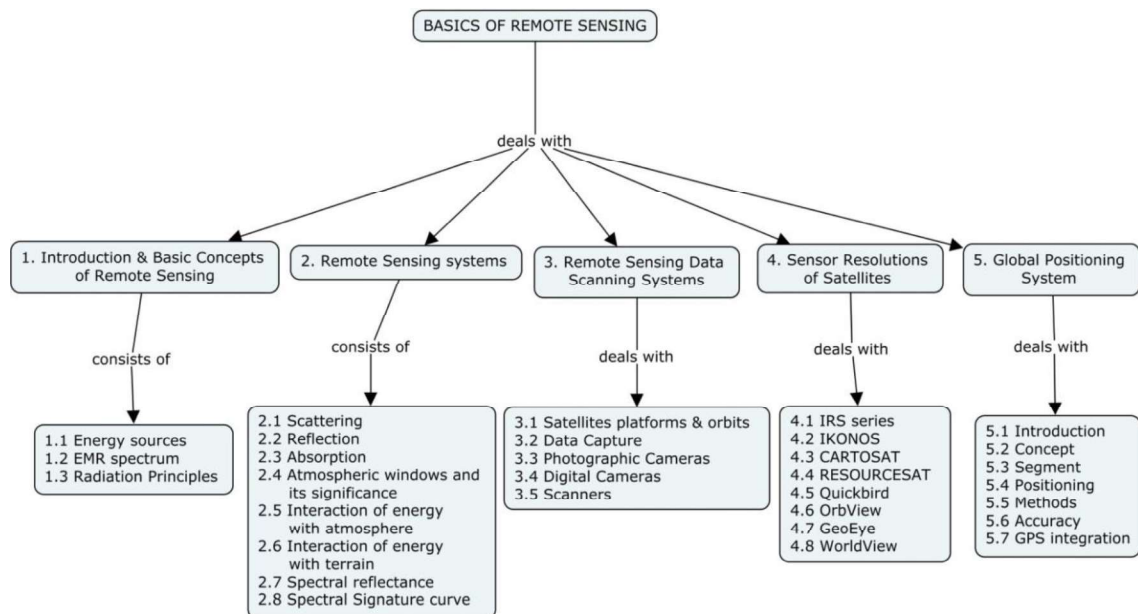 BASICS OF REMOTE SENSING
deals with
1. Introduction & Basic Concepts
of Remote Sensing
2. Remote Sensing systems
3. Remote Sensing Data
Scanning Systems
4. Sensor Resolutions
of Satellites
5. Global Positioning
System
consists of
consists of
deals with
deals with
deals with
1.1 Energy sources
1.2 EMR spectrum
1.3 Radiation Principles
2.1 Scattering
2.2 Reflection
2.3 Absorption
2.4 Atmospheric windows and
its significance
2.5 Interaction of energy
with atmosphere
2.6 Interaction of energy
with terrain
2.7 Spectral reflectance
2.8 Spectral Signature curve
3.1 Satellites platforms & orbits
3.2 Data Capture
3.3 Photographic Cameras
3.4 Digital Cameras
3.5 Scanners
4.1 IRS series
4.2 IKONOS
4.3 CARTOSAT
4.4 RESOURCESAT
4.5 Quickbird
4.6 OrbView
4.7 GeoEye
4.8 WorldView
5.1 Introduction
5.2 Concept
5.3 Segment
5.4 Positioning
5.5 Methods
5.6 Accuracy
5.7 GPS integration